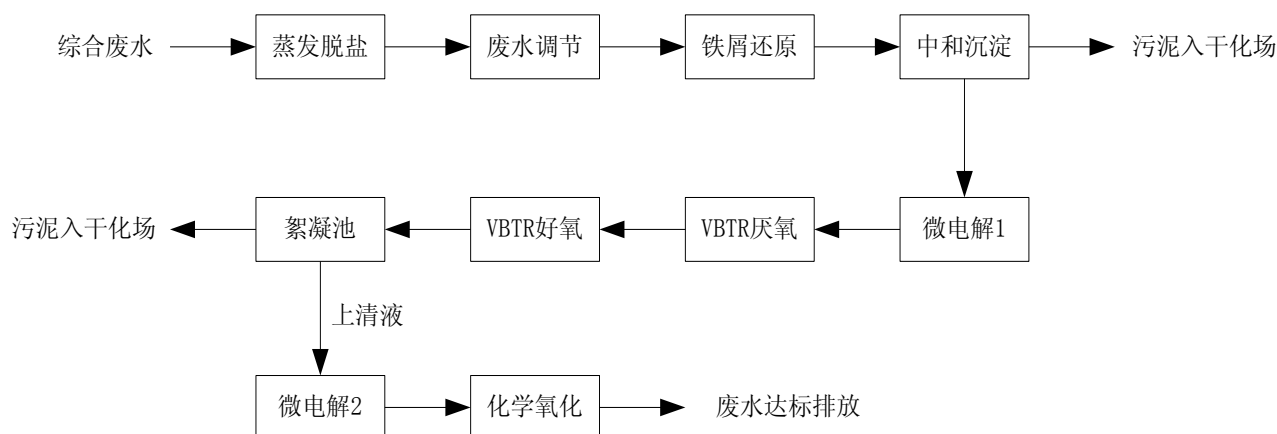 综合废水
蒸发脱盐
废水调节
铁屑还原
中和沉淀
污泥入干化场
污泥入干化场
絮凝池
VBTR好氧
VBTR厌氧
微电解1
上清液
微电解2
化学氧化
废水达标排放